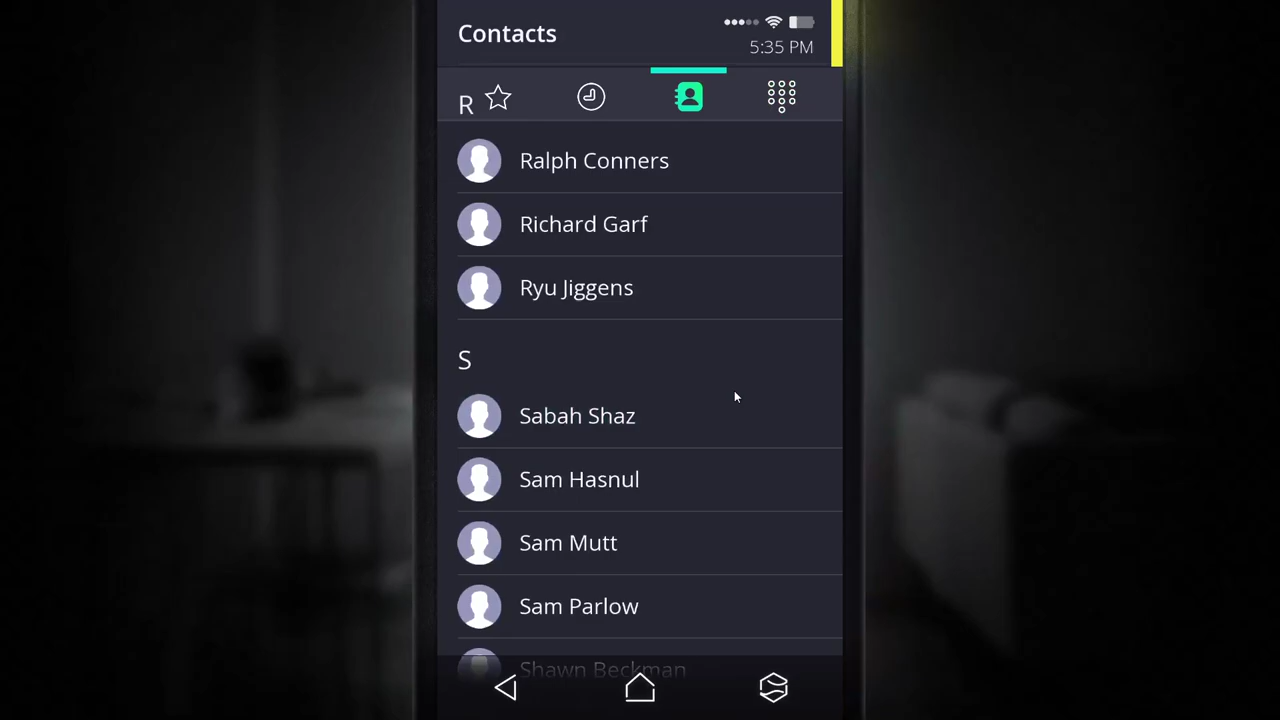 Contacts
5:35 PM
R
Ralph Conners
Richard Garf
Ryu Jiggens
S
Sabah Shaz
Sam Hasnul
Sam Mutt
Sam Parlow
Shawn Beckman